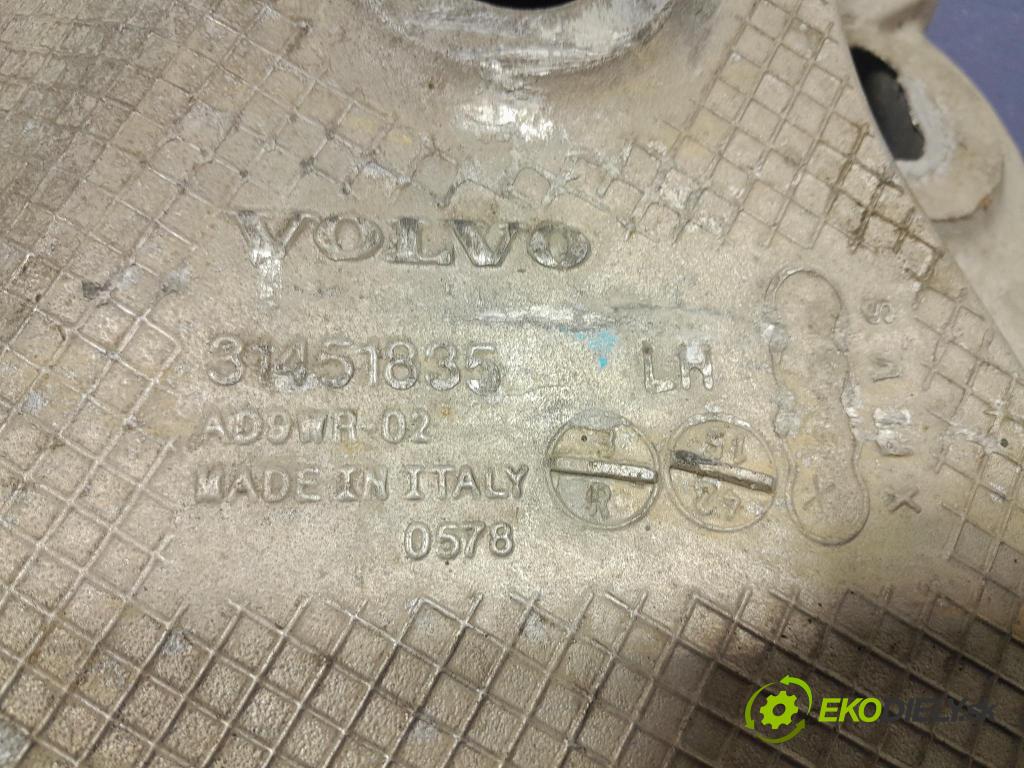 VOLVO
31451835 LH
AD9WR-02
MADE IN ITALY
0578
EKODIELY.SK